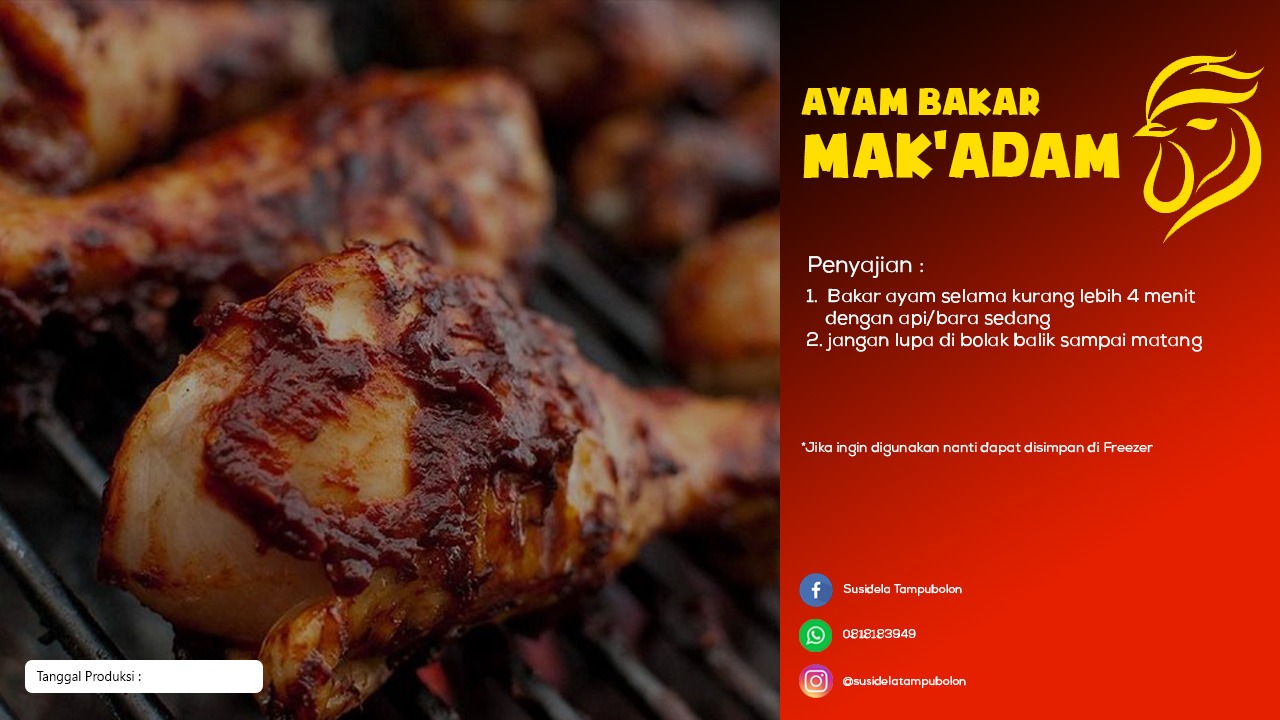 AYAM BAKAR
MAK'ADAM
Penyajian :
1. Bakar ayam selama kurang lebih 4 menit
dengan api/bara sedang
2. jangan lupa di bolak balik sampai matang
*Jika ingin digunakan nanti dapat disimpan di Freezer
Susidela Tampubolon
0818183949
@susidelatampubolon
Tanggal Produksi :